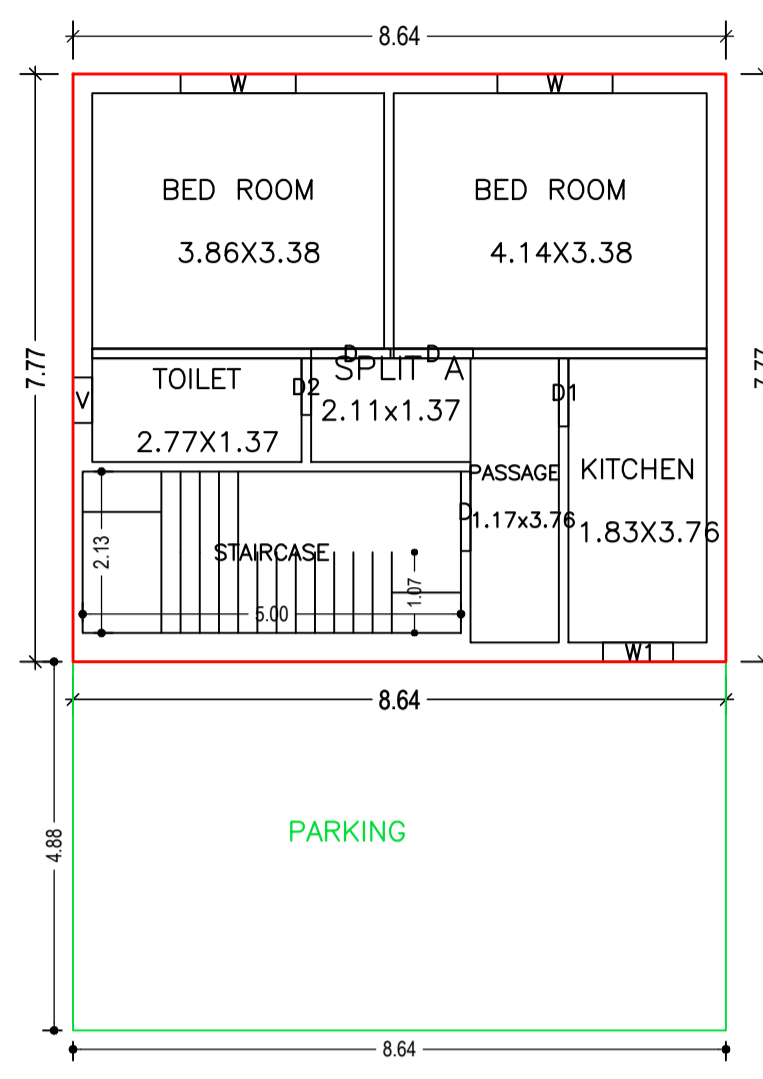 8.64
W
W
BED ROOM
BED ROOM
3.86X3.38
4.14X3.38
7.77
7.77
D
D
TOILET
SPLIT A
V
D2
D1
2.77X1.37
2.11x1.37
PASSAGE
KITCHEN
D
1.17x3.76
1.83X3.76
2.13
STAIRCASE
1.07
5.00
W1
8.64
PARKING
4.88
8.64